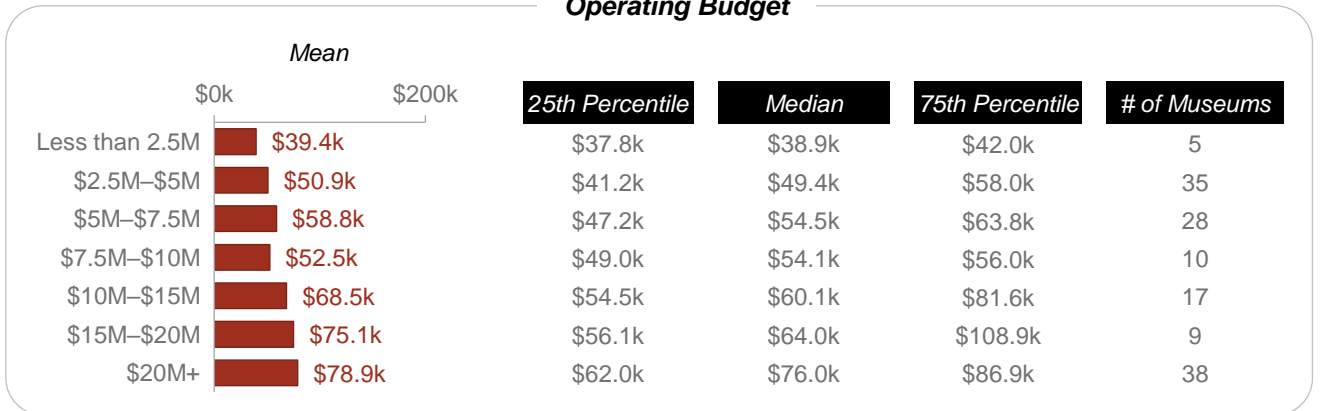 Operating Budget
Mean
$0k $200k 25th Percentile Median 75th Percentile # of Museums
Less than 2.5M $39.4k $37.8k $38.9k $42.0k 5
$2.5M–$5M $50.9k $41.2k $49.4k $58.0k 35
$5M–$7.5M $58.8k $47.2k $54.5k $63.8k 28
$7.5M–$10M $52.5k $49.0k $54.1k $56.0k 10
$10M–$15M $68.5k $54.5k $60.1k $81.6k 17
$15M–$20M $75.1k $56.1k $64.0k $108.9k 9
$20M+ $78.9k $62.0k $76.0k $86.9k 38